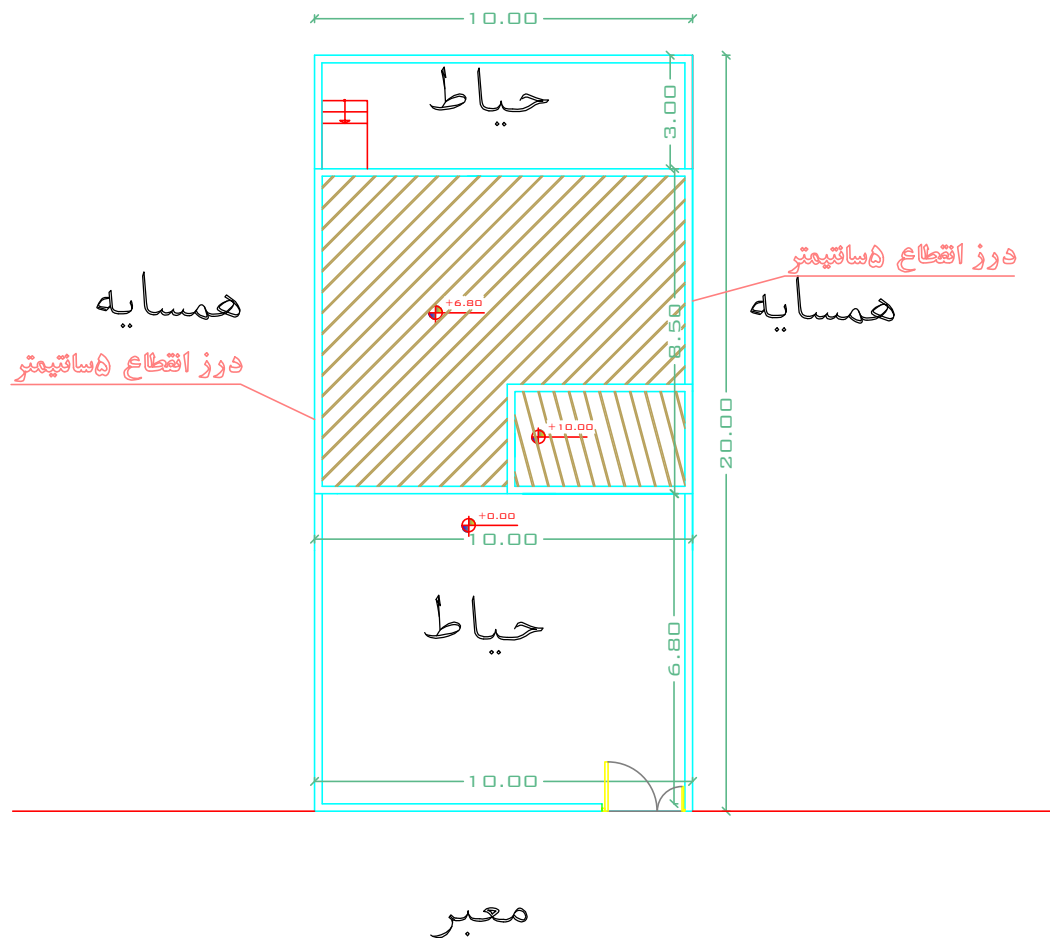 10.00
حیاط
3.00
درز انقطاع ۵سانتیمتر
همسایه
همسایه
+6.80
8.50
درز انقطاع ۵سانتیمتر
+10.00
20.00
+0.00
10.00
حیاط
6.80
10.00
معبر